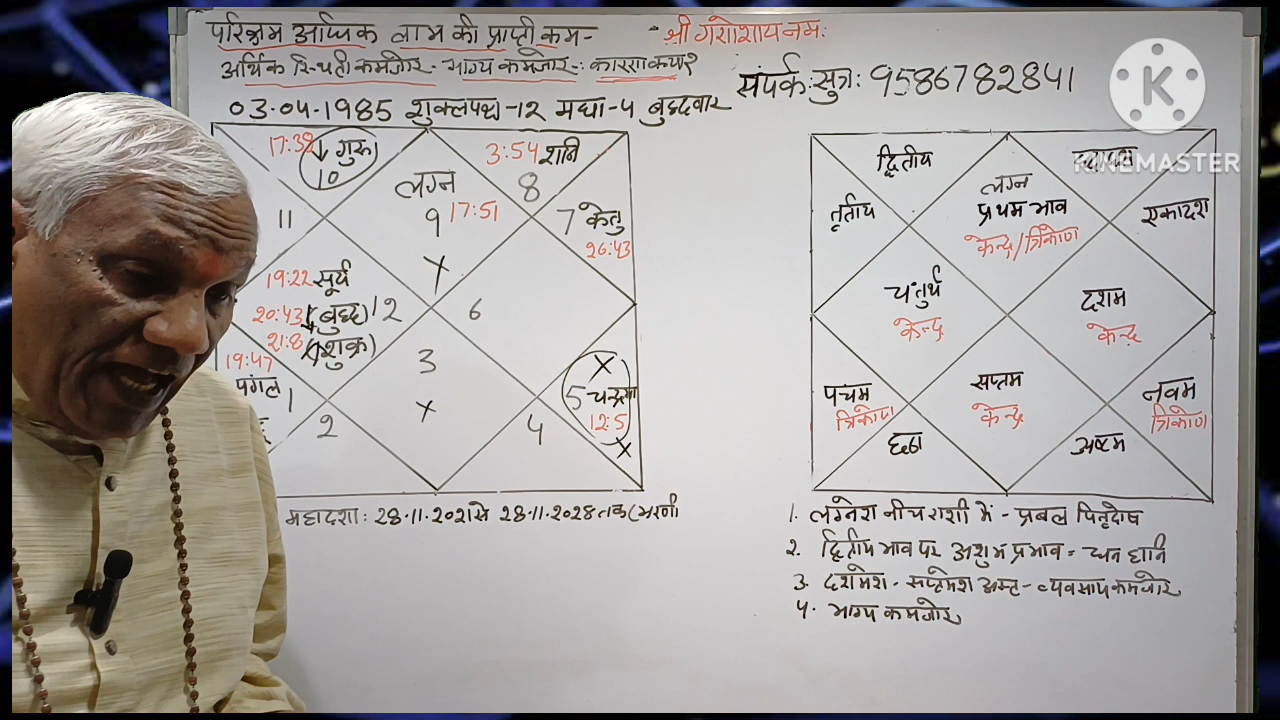 परिश्रम अधिक लाभ की प्राप्ती कम-
श्री गणेशाय नमः
आर्थिक स्थिती कमजोर - भाग्य कमजोर -: कारण
संपर्क: सुत्र: 9586782841
03.04.1985 शुक्लपक्ष-12 मघा-4 बुद्धवार
17:38 गुरु
10
3:54 शनि
8
लग्न
9 17:51
11
7 केतु
26:43
19:22 सूर्य
20:43 (बुद्ध) 12
21:8 (शुक्र)
6
19:47
मंगल
1
3
5 चन्द्रमा
12:5
2
4
महादशा: 28.11.2021से 28.11.2028तक (भरणी
द्वितीय
लग्न
प्रथम भाव
केन्द्र/त्रिकोण
तृतीय
एकादश
चतुर्थ
केन्द्र
दशम
केन्द्र
पंचम
त्रिकोण
सप्तम
केन्द्र
नवम
त्रिकोण
छठा
अष्टम
KINEMASTER
1. लग्नेश नीच राशी में - प्रबल पितृदोष
2. द्वितीय भाव पर अशुभ प्रभाव - धन हानि
3. दशमेश - सप्तमेश अस्त - व्यवसाय कमजोर
4. भाग्य कमजोर